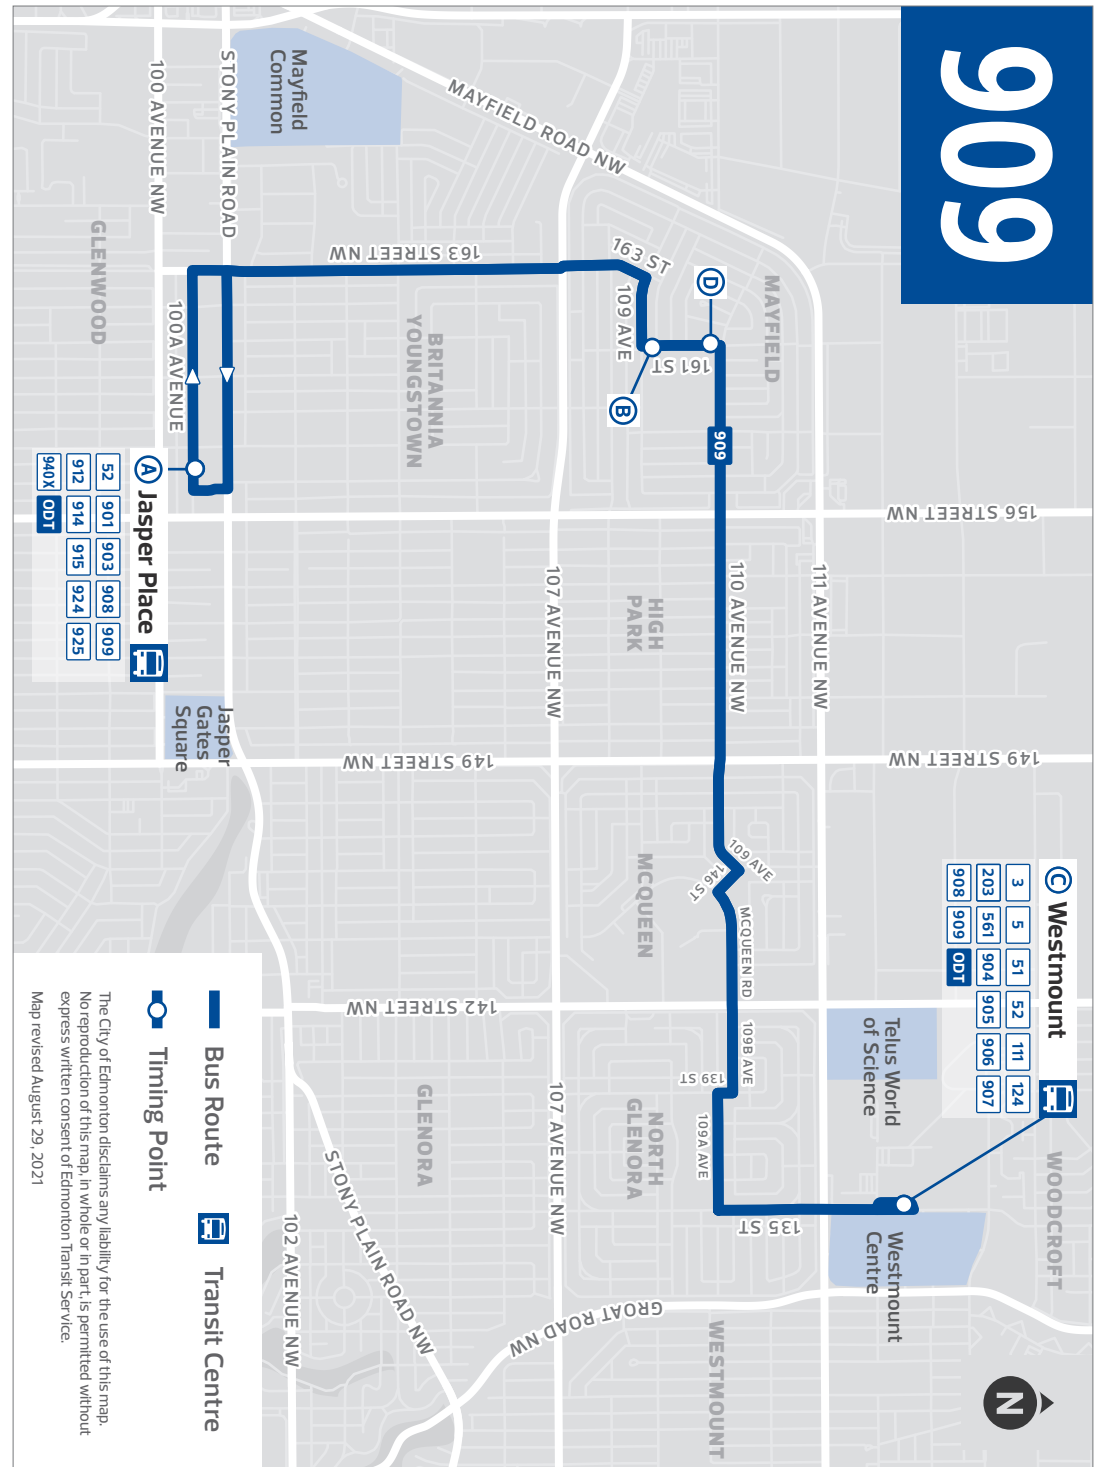 909
Mayfield
Common
100 AVENUE NW
STONY PLAIN ROAD
MAYFIELD ROAD NW
GLENWOOD
163 STREET NW
163 ST
109 AVE
161 ST
D
B
MAYFIELD
100A AVENUE
BRITANNIA
YOUNGSTOWN
909
156 STREET NW
A Jasper Place
52 901 903 908 909
912 914 915 924 925
940X ODT
107 AVENUE NW
HIGH
PARK
110 AVENUE NW
111 AVENUE NW
Jasper
Gates
Square
149 STREET NW
149 STREET NW
109 AVE
146 ST
MCQUEEN
MCQUEEN RD
C Westmount
3 5 51 52 111 124
203 561 904 905 906 907
908 909 ODT
142 STREET NW
Telus World
of Science
109B AVE
139 ST
109A AVE
GLENORA
NORTH
GLENORA
107 AVENUE NW
135 ST
Westmount
Centre
WOODCROFT
STONY PLAIN ROAD NW
102 AVENUE NW
GROAT ROAD NW
WESTMOUNT
N
Bus Route
Transit Centre
Timing Point
The City of Edmonton disclaims any liability for the use of this map.
No reproduction of this map, in whole or in part, is permitted without
express written consent of Edmonton Transit Service.
Map revised August 29, 2021